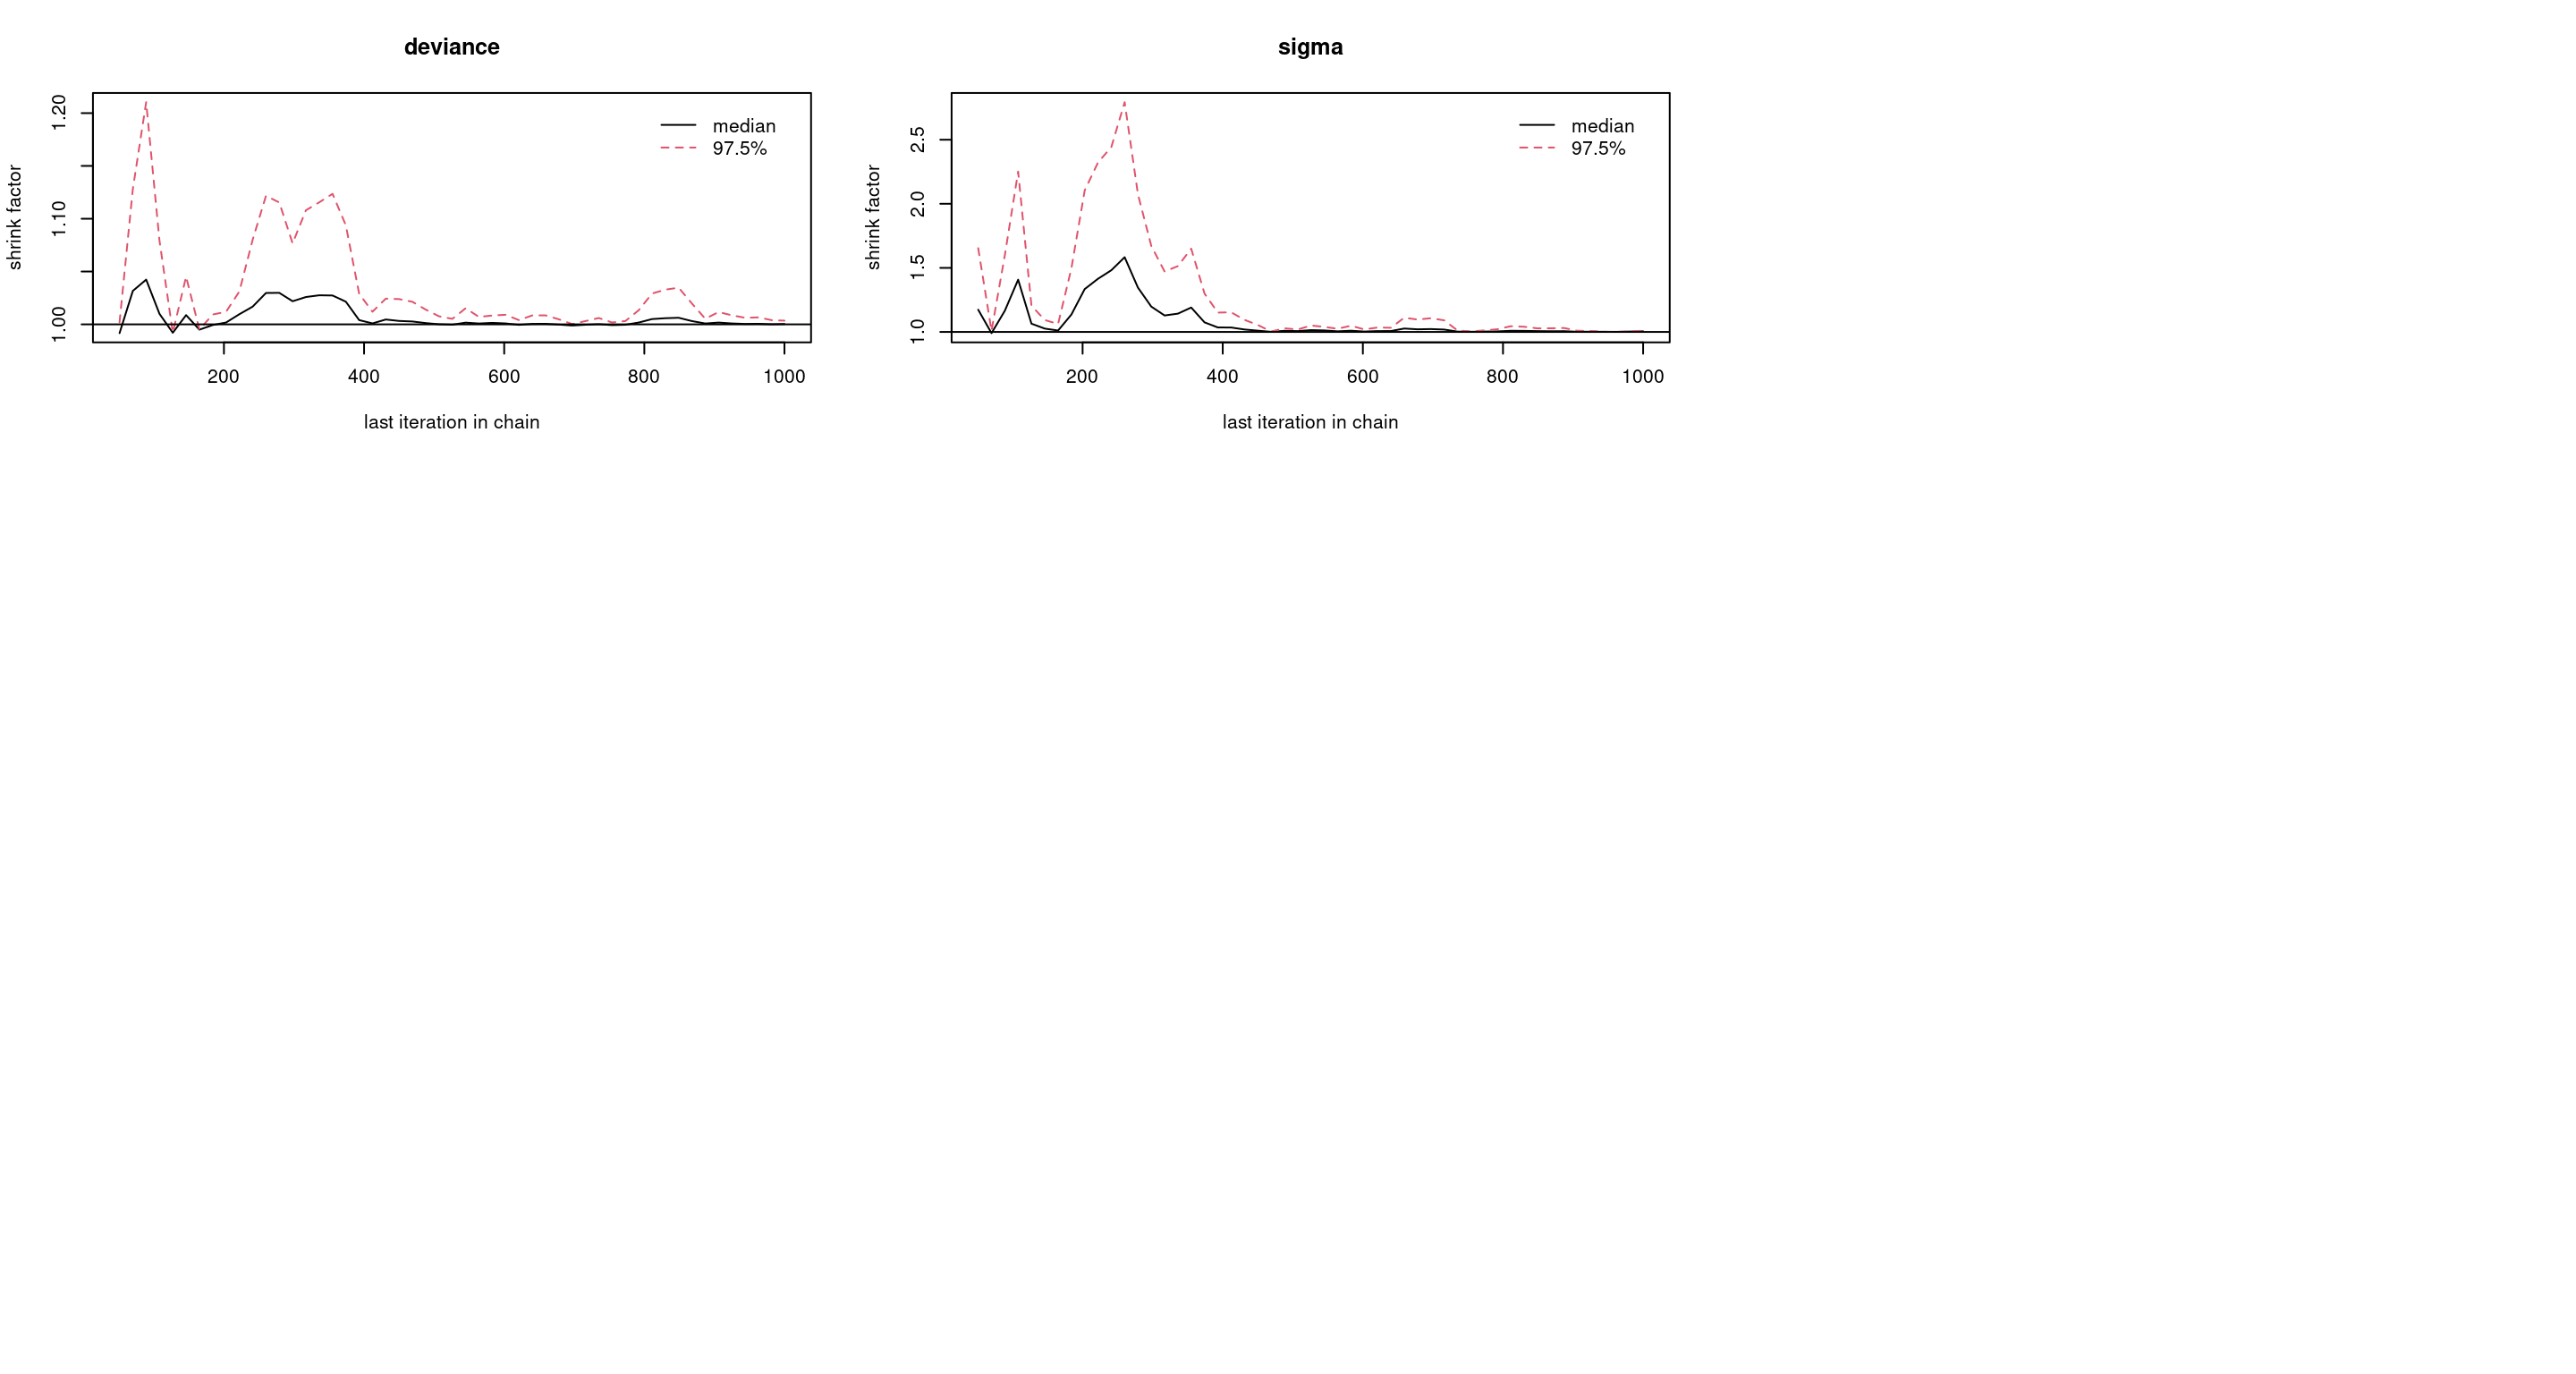 deviance
shrink factor
1.00
1.10
1.20
median
97.5%
200
400
600
800
1000
last iteration in chain
sigma
shrink factor
1.0
1.5
2.0
2.5
median
97.5%
200
400
600
800
1000
last iteration in chain